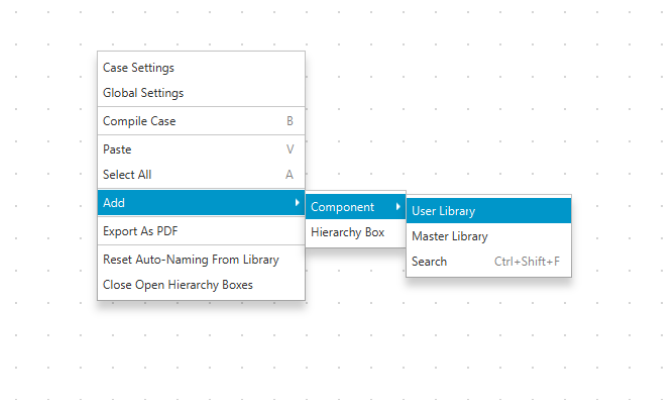 Case Settings
Global Settings
Compile Case B
Paste V
Select All A
Add
Export As PDF
Reset Auto-Naming From Library
Close Open Hierarchy Boxes
Component
Hierarchy Box
User Library
Master Library
Search Ctrl+Shift+F